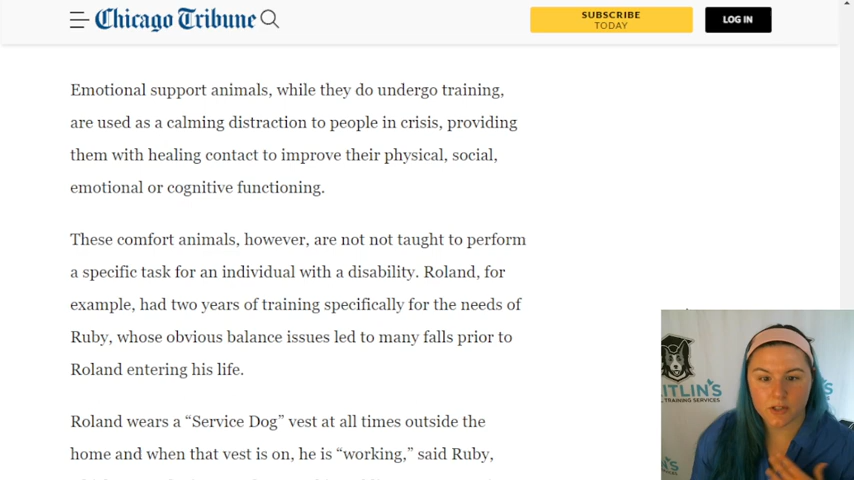 Chicago Tribune
SUBSCRIBE
TODAY
LOG IN
Emotional support animals, while they do undergo training,
are used as a calming distraction to people in crisis, providing
them with healing contact to improve their physical, social,
emotional or cognitive functioning.
These comfort animals, however, are not not taught to perform
a specific task for an individual with a disability. Roland, for
example, had two years of training specifically for the needs of
Ruby, whose obvious balance issues led to many falls prior to
Roland entering his life.
Roland wears a “Service Dog” vest at all times outside the
home and when that vest is on, he is “working,” said Ruby,
TRAINING SERVICES